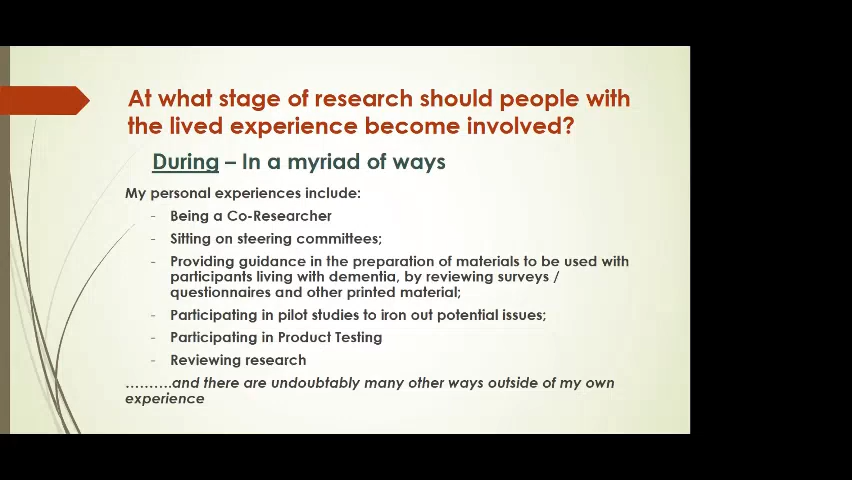 At what stage of research should people with
the lived experience become involved?
During – In a myriad of ways
My personal experiences include:
- Being a Co-Researcher
- Sitting on steering committees;
- Providing guidance in the preparation of materials to be used with
participants living with dementia, by reviewing surveys /
questionnaires and other printed material;
- Participating in pilot studies to iron out potential issues;
- Participating in Product Testing
- Reviewing research
……….and there are undoubtably many other ways outside of my own
experience